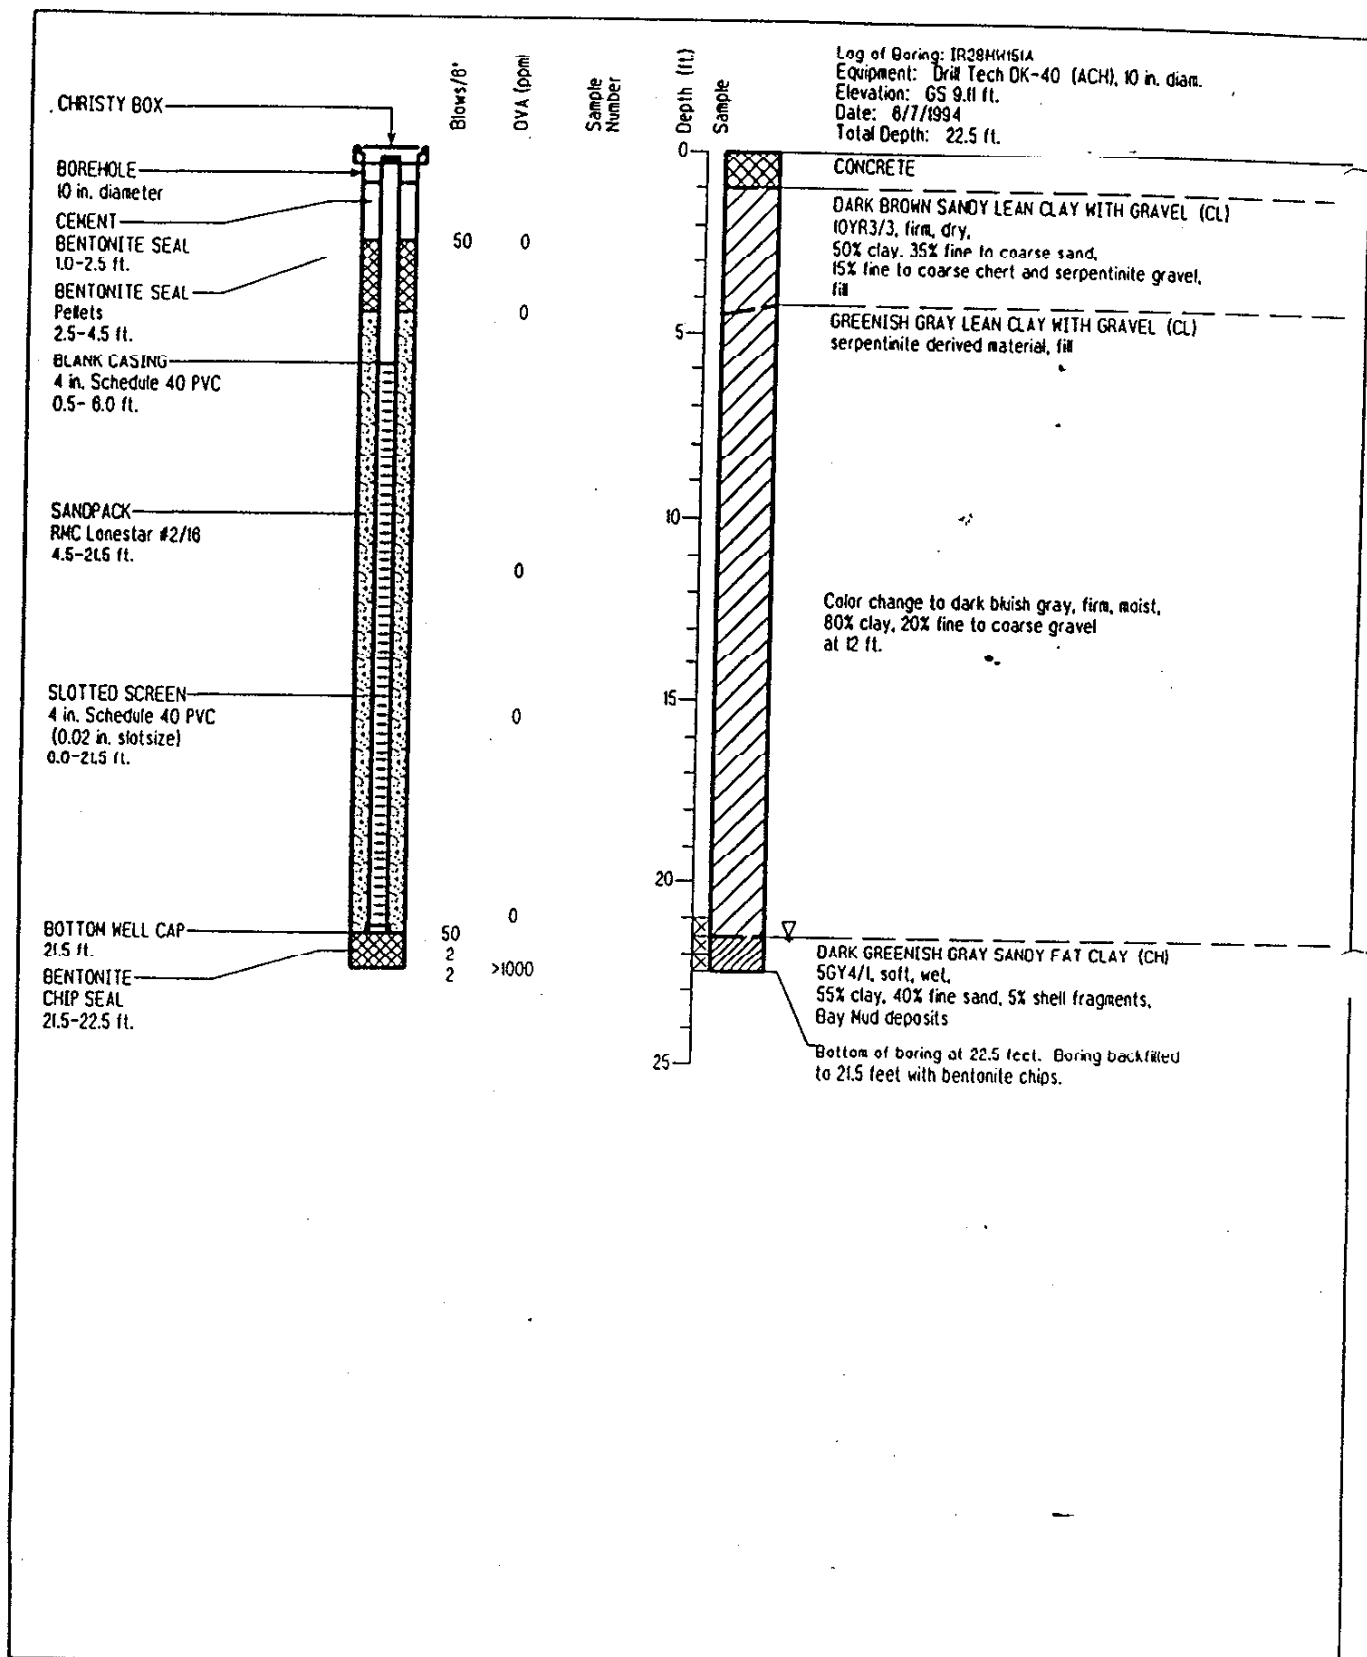 Log of Boring: IR28MW151A
Equipment: Drill Tech DK-40 (ACH), 10 in. diam.
Elevation: GS 9.11 ft.
Date: 6/7/1994
Total Depth: 22.5 ft.
Blows/6"
OVA (ppm)
Sample
Number
Depth (ft.)
Sample
CHRISTY BOX
BOREHOLE
10 in. diameter
CEMENT
BENTONITE SEAL
1.0-2.5 ft.
BENTONITE SEAL
Pellets
2.5-4.5 ft.
BLANK CASING
4 in. Schedule 40 PVC
0.5- 6.0 ft.
SANDPACK
RMC Lonestar #2/16
4.5-21.5 ft.
SLOTTED SCREEN
4 in. Schedule 40 PVC
(0.02 in. slotsize)
6.0-21.5 ft.
BOTTOM WELL CAP
21.5 ft.
BENTONITE
CHIP SEAL
21.5-22.5 ft.
50 0
0
0
0
0
50
2
2 >1000
0
5
10
15
20
25
CONCRETE
DARK BROWN SANDY LEAN CLAY WITH GRAVEL (CL)
10YR3/3, firm, dry,
50% clay, 35% fine to coarse sand,
15% fine to coarse chert and serpentinite gravel,
fill
GREENISH GRAY LEAN CLAY WITH GRAVEL (CL)
serpentinite derived material, fill
Color change to dark bluish gray, firm, moist,
80% clay, 20% fine to coarse gravel
at 12 ft.
DARK GREENISH GRAY SANDY FAT CLAY (CH)
5GY4/1, soft, wet,
55% clay, 40% fine sand, 5% shell fragments,
Bay Mud deposits
Bottom of boring at 22.5 feet. Boring backfilled
to 21.5 feet with bentonite chips.